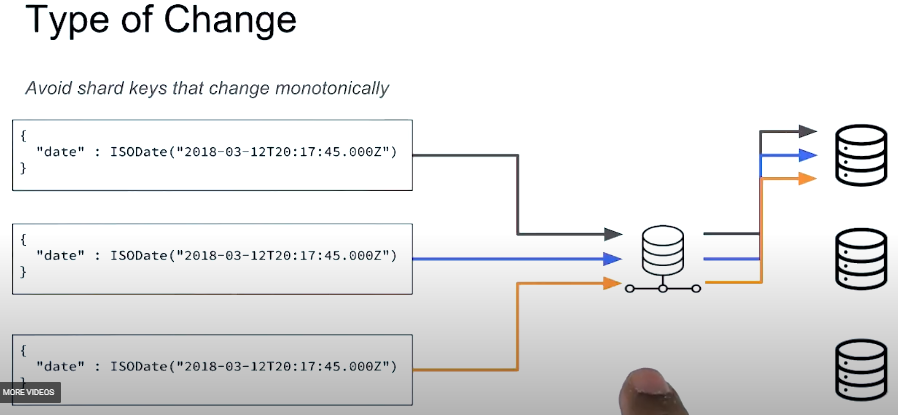 Type of Change
Avoid shard keys that change monotonically
{
"date" : ISODate("2018-03-12T20:17:45.000Z")
}
{
"date" : ISODate("2018-03-12T20:17:45.000Z")
}
{
"date" : ISODate("2018-03-12T20:17:45.000Z")
}
MORE VIDEOS